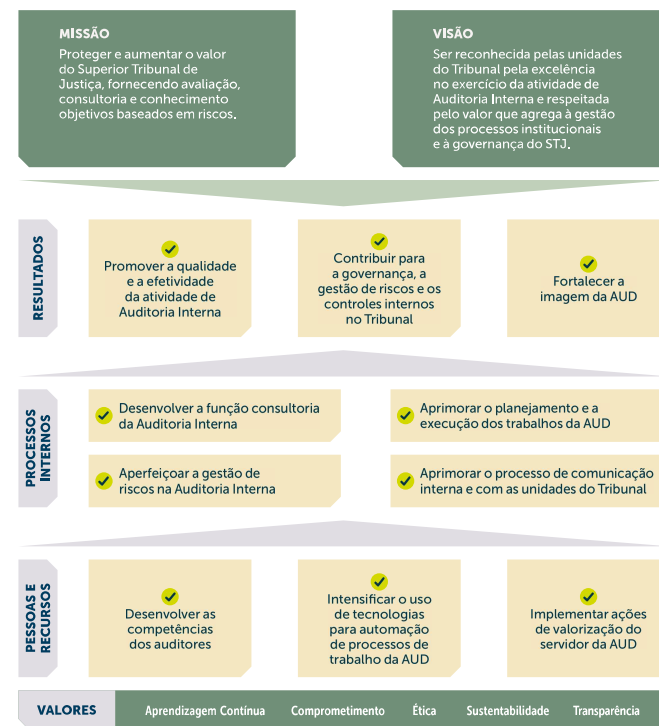 MISSÃO
Proteger e aumentar o valor
do Superior Tribunal de
Justiça, fornecendo avaliação,
consultoria e conhecimento
objetivos baseados em riscos.
VISÃO
Ser reconhecida pelas unidades
do Tribunal pela excelência
no exercício da atividade de
Auditoria Interna e respeitada
pelo valor que agrega à gestão
dos processos institucionais
e à governança do STJ.
RESULTADOS
Promover a qualidade
e a efetividade
da atividade de
Auditoria Interna
Contribuir para
a governança, a
gestão de riscos e os
controles internos
no Tribunal
Fortalecer a
imagem da AUD
PROCESSOS
INTERNOS
Desenvolver a função consultoria
da Auditoria Interna
Aprimorar o planejamento e a
execução dos trabalhos da AUD
Aperfeiçoar a gestão de
riscos na Auditoria Interna
Aprimorar o processo de comunicação
interna e com as unidades do Tribunal
PESSOAS E
RECURSOS
Desenvolver as
competências
dos auditores
Intensificar o uso
de tecnologias
para automação
de processos de
trabalho da AUD
Implementar ações
de valorização do
servidor da AUD
VALORES Aprendizagem Contínua Comprometimento Ética Sustentabilidade Transparência